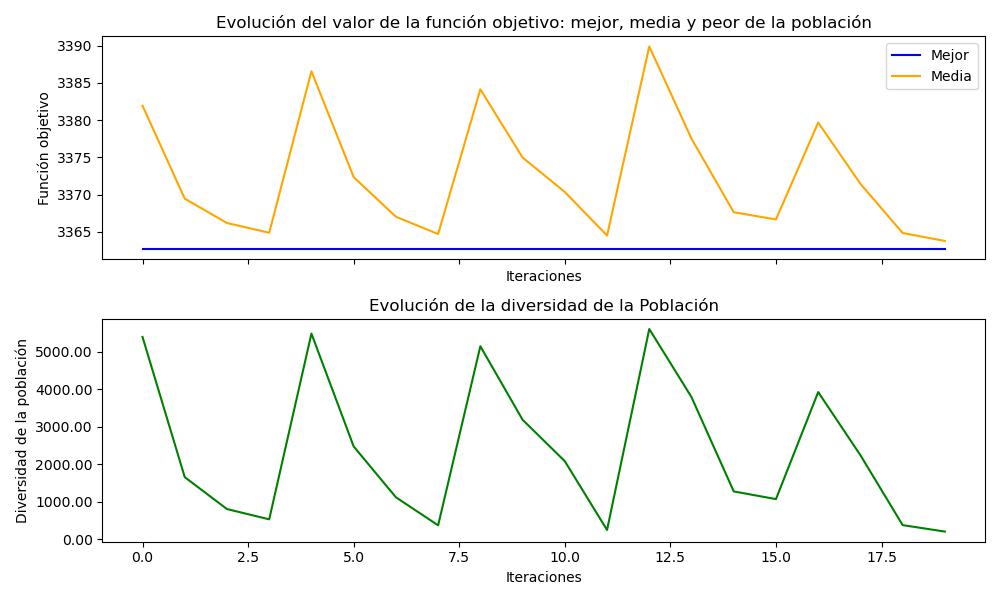 Evolución del valor de la función objetivo: mejor, media y peor de la población
Función objetivo
3390
3385
3380
3375
3370
3365
Mejor
Media
Iteraciones
Evolución de la diversidad de la Población
Diversidad de la población
5000.00
4000.00
3000.00
2000.00
1000.00
0.00
0.0 2.5 5.0 7.5 10.0 12.5 15.0 17.5
Iteraciones